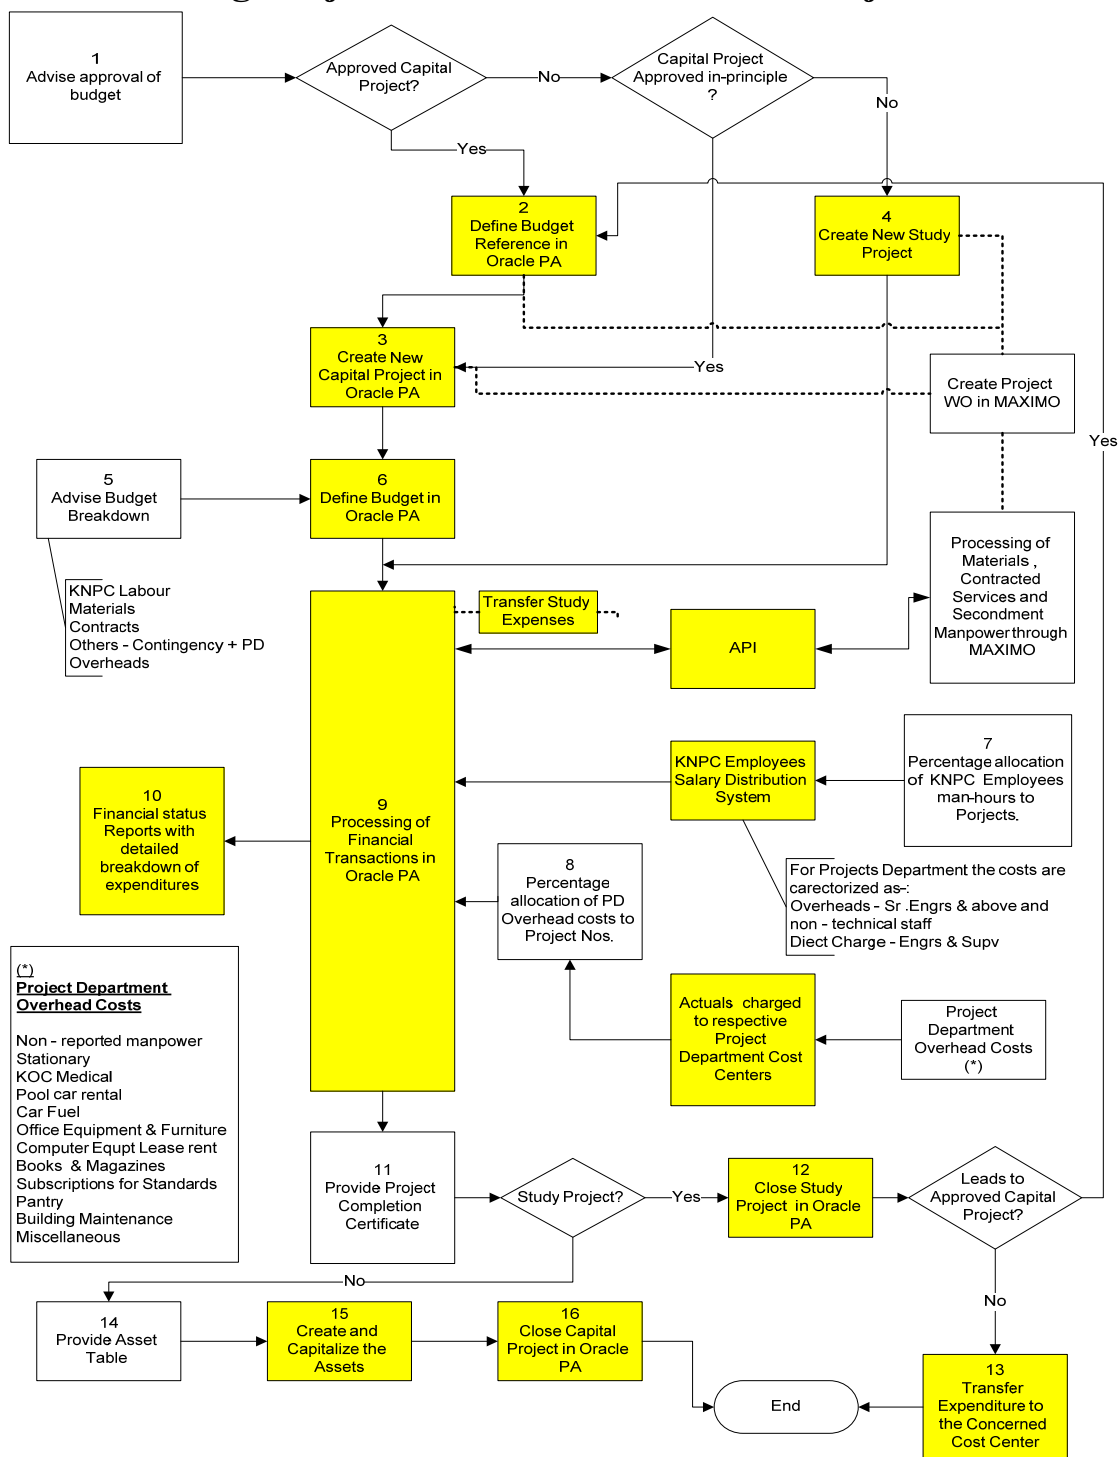 1
Advise approval of
budget
Approved Capital
Project?
No
Capital Project
Approved in-principle
?
No
Yes
2
Define Budget
Reference in
Oracle PA
4
Create New Study
Project
3
Create New
Capital Project in
Oracle PA
Yes
Create Project
WO in MAXIMO
Yes
5
Advise Budget
Breakdown
6
Define Budget in
Oracle PA
KNPC Labour
Materials
Contracts
Others - Contingency + PD
Overheads
Transfer Study
Expenses
API
Processing of
Materials ,
Contracted
Services and
Secondment
Manpower through
MAXIMO
KNPC Employees
Salary Distribution
System
7
Percentage allocation
of KNPC Employees
man-hours to
Porjects.
10
Financial status
Reports with
detailed
breakdown of
expenditures
9
Processing of
Financial
Transactions in
Oracle PA
8
Percentage
allocation of PD
Overhead costs to
Project Nos.
For Projects Department the costs are
carectorized as-:
Overheads - Sr .Engrs & above and
non - technical staff
Diect Charge - Engrs & Supv
(*)
Project Department
Overhead Costs
Non - reported manpower
Stationary
KOC Medical
Pool car rental
Car Fuel
Office Equipment & Furniture
Computer Equpt Lease rent
Books & Magazines
Subscriptions for Standards
Pantry
Building Maintenance
Miscellaneous
Actuals charged
to respective
Project
Department Cost
Centers
Project
Department
Overhead Costs
(*)
11
Provide Project
Completion
Certificate
Study Project?
Yes
12
Close Study
Project in Oracle
PA
Leads to
Approved Capital
Project?
No
No
14
Provide Asset
Table
15
Create and
Capitalize the
Assets
16
Close Capital
Project in Oracle
PA
End
13
Transfer
Expenditure to
the Concerned
Cost Center